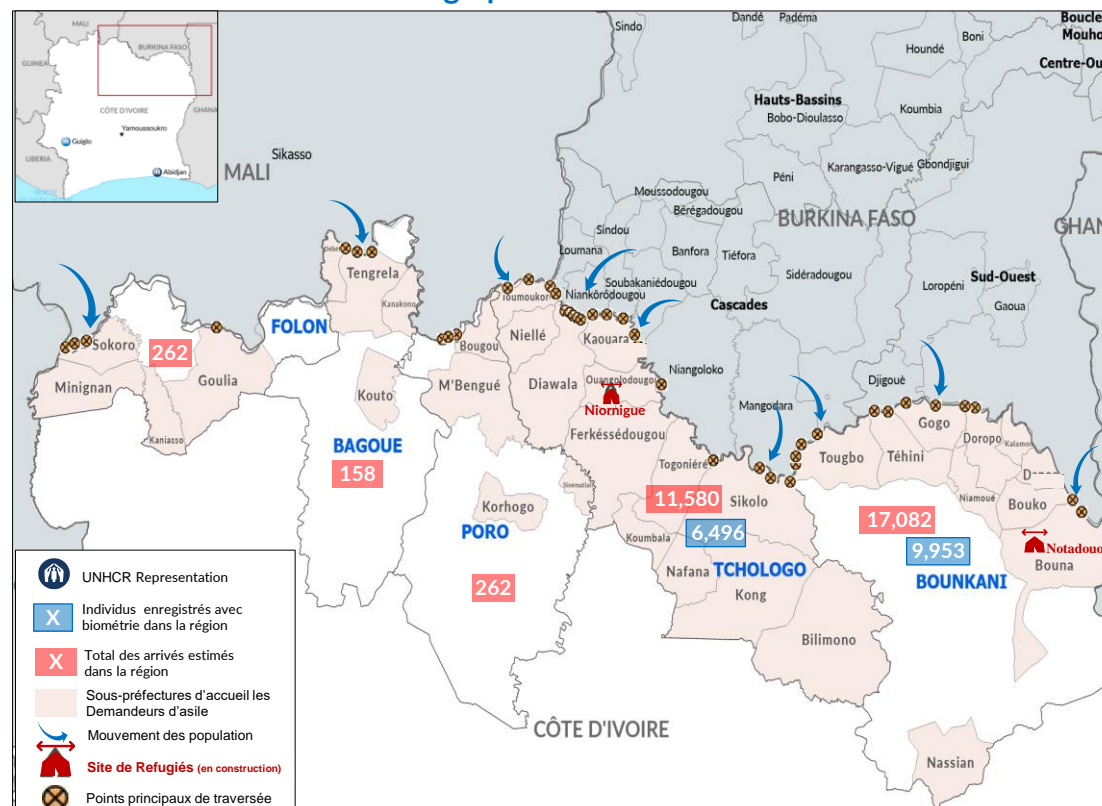 MALI
BURKINA FASO
GUINEA
CÔTE D'IVOIRE
GHANA
Yamoussoukro
Guiglo
LIBERIA
Abidjan
Sindo
Dandé
Padéma
Boucle
Mouho
Boni
Houndé
Centre-Ou
Hauts-Bassins
Bobo-Dioulasso
Koumbia
Sikasso
MALI
Karangasso-Vigué
Gbondjigui
Péni
Moussodougou
Bérégadougou
BURKINA FASO
GHAN
Sindou
Loumana
Banfora
Tiéfora
Sidéradougou
Soubakaniédougou
Niankôrôdougou
Sud-Ouest
Loropéni
Gaoua
Cascades
Tengrela
Kanakono
Toumoukoro
FOLON
Niellé
Kaouara
Sokoro
262
Bougou
Goulia
Minignan
M'Bengué
Diawala
Ouangolodougou
Niangoloko
Djigouè
Kouto
Niornigue
Mangodara
Kaniasso
Ferkéssédougou
Gogo
Doropo
Kalamon
BAGOUE
158
Togoniéré
Tougbo
Téhini
Korhogo
11,580
Sikolo
Niamoué
Bouko
PORO
6,496
17,082
Koumbala
9,953
Notadouo
Nafana
TCHOLOGO
BOUNKANI
Bouna
262
Kong
Bilimono
CÔTE D'IVOIRE
Nassian
UNHCR Representation
X
Individus enregistrés avec
biométrie dans la région
X
Total des arrivés estimés
dans la région
Sous-préfectures d'accueil les
Demandeurs d'asile
Mouvement des population
Site de Refugiés (en construction)
Points principaux de traversée